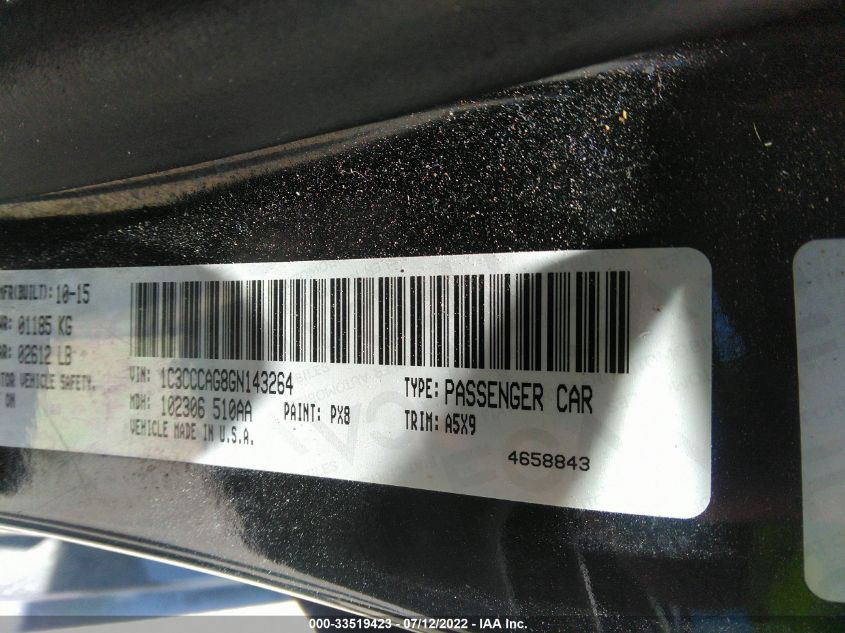 MFR(BUILT): 10-15
01185 KG
02612 LB
VEHICLE SAFETY.
ON
VIN: 1C3CCCAG8GN143264
TYPE: PASSENGER CAR
MDH: 102306 510AA
PAINT: PX8
TRIM: A5X9
VEHICLE MADE IN U.S.A.
4658843
000-33519423 - 07/12/2022 - IAA Inc.